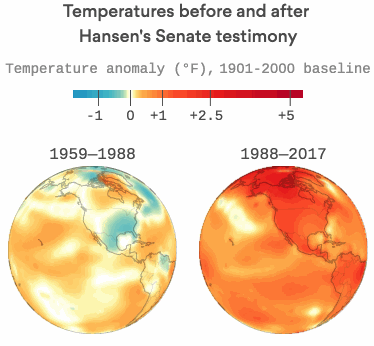 Temperatures before and after
Hansen's Senate testimony
Temperature anomaly (°F), 1901-2000 baseline
-1 0 +1 +2.5 +5
1959—1988 1988—2017